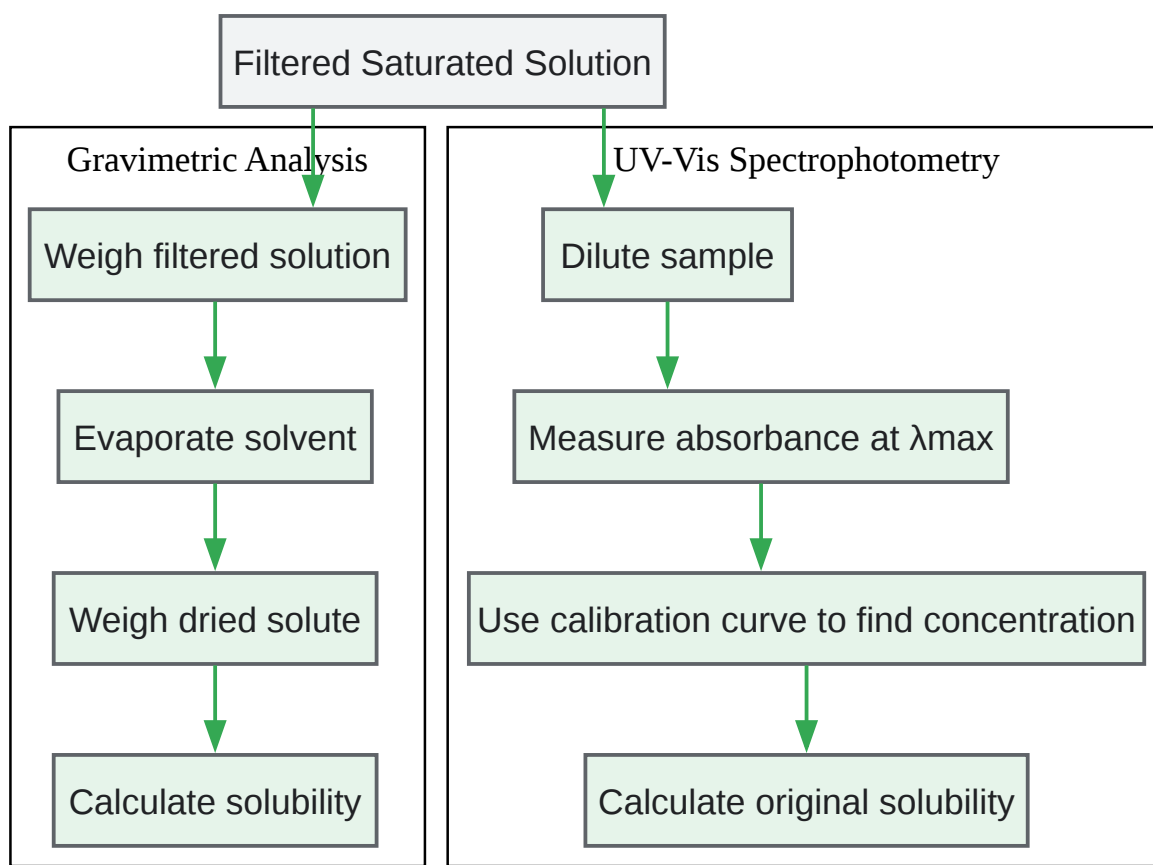 Filtered Saturated Solution
Gravimetric Analysis
Weigh filtered solution
Evaporate solvent
Weigh dried solute
Calculate solubility
UV-Vis Spectrophotometry
Dilute sample
Measure absorbance at λmax
Use calibration curve to find concentration
Calculate original solubility